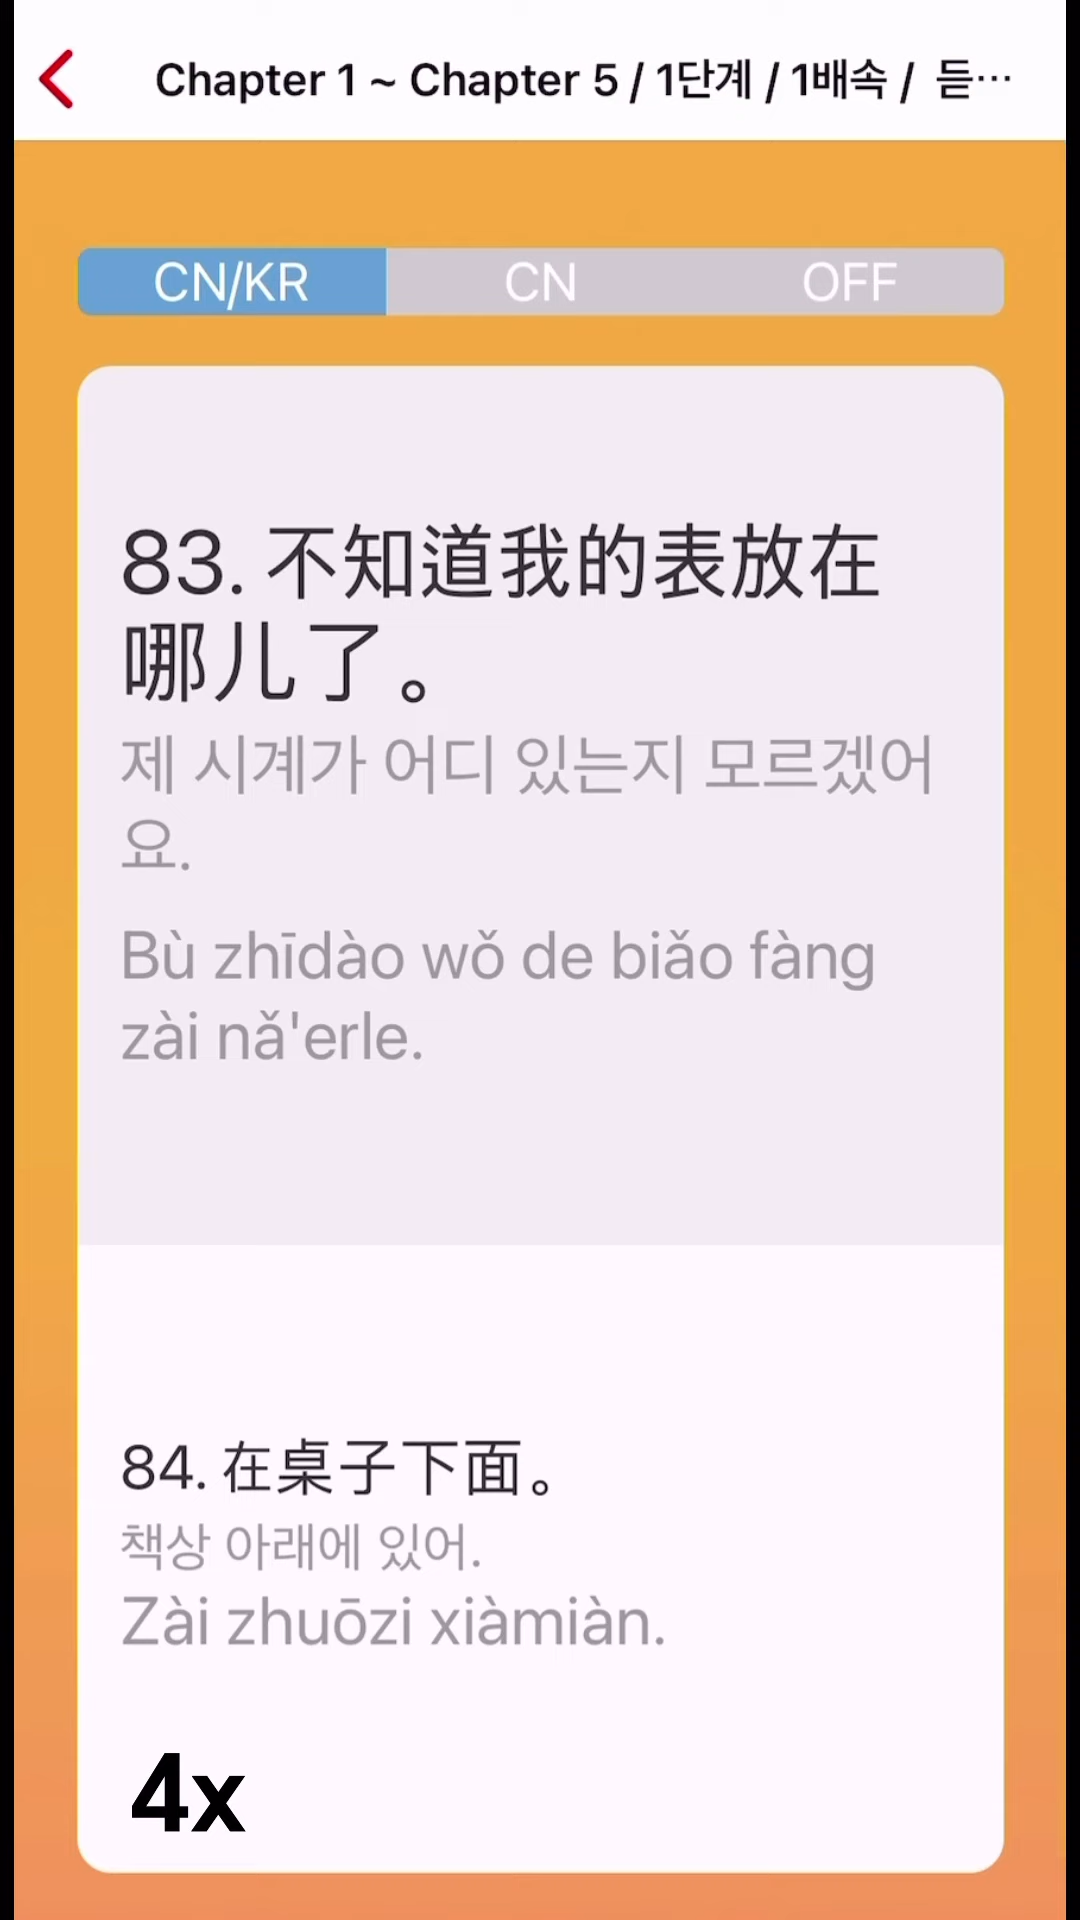 Chapter 1 ~ Chapter 5 / 1단계 / 1배속 / 듣…
CN/KR
CN
OFF
83. 不知道我的表放在
哪儿了。
제 시계가 어디 있는지 모르겠어
요.
Bù zhīdào wǒ de biǎo fàng
zài nǎ'erle.
84. 在桌子下面。
책상 아래에 있어.
Zài zhuōzi xiàmiàn.
4x